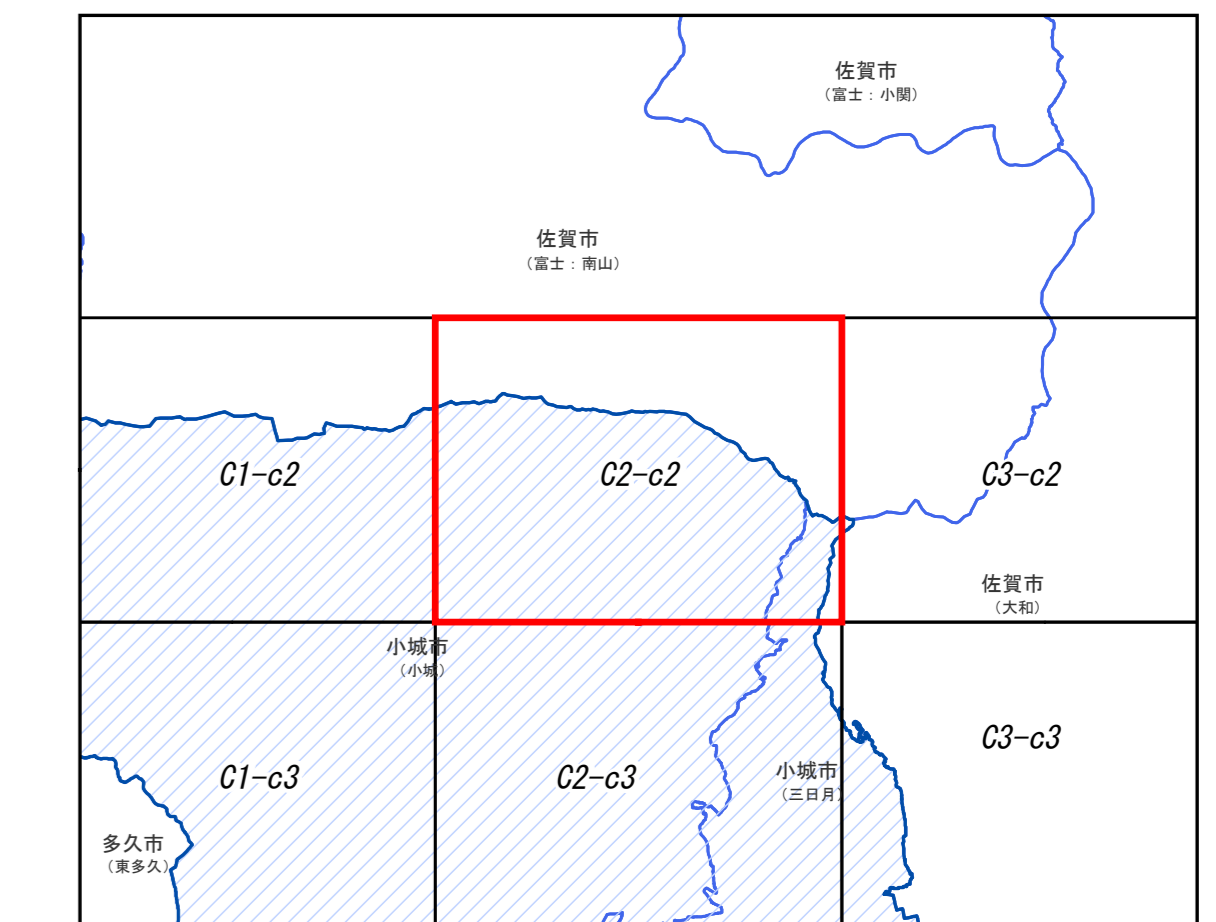 佐賀市
（富士：小関）
佐賀市
（富士：南山）
C1-c2
C2-c2
C3-c2
佐賀市
（大和）
小城市
（小城）
C3-c3
C1-c3
C2-c3
小城市
（三日月）
多久市
（東多久）